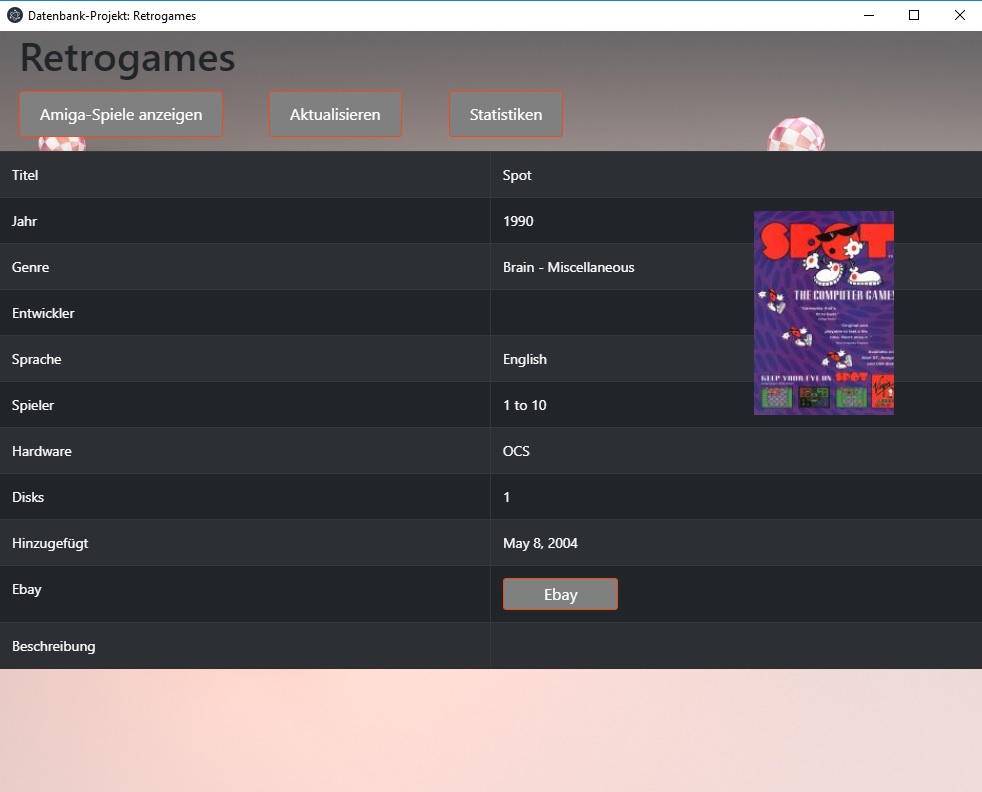 Datenbank-Projekt: Retrogames
Retrogames
Amiga-Spiele anzeigen Aktualisieren Statistiken
Titel Spot
Jahr 1990
Genre Brain - Miscellaneous
Entwickler
Sprache English
Spieler 1 to 10
Hardware OCS
Disks 1
Hinzugefügt May 8, 2004
Ebay Ebay
Beschreibung
SPOT
THE COMPUTER GAME
KEEP YOUR EYE ON SPOT